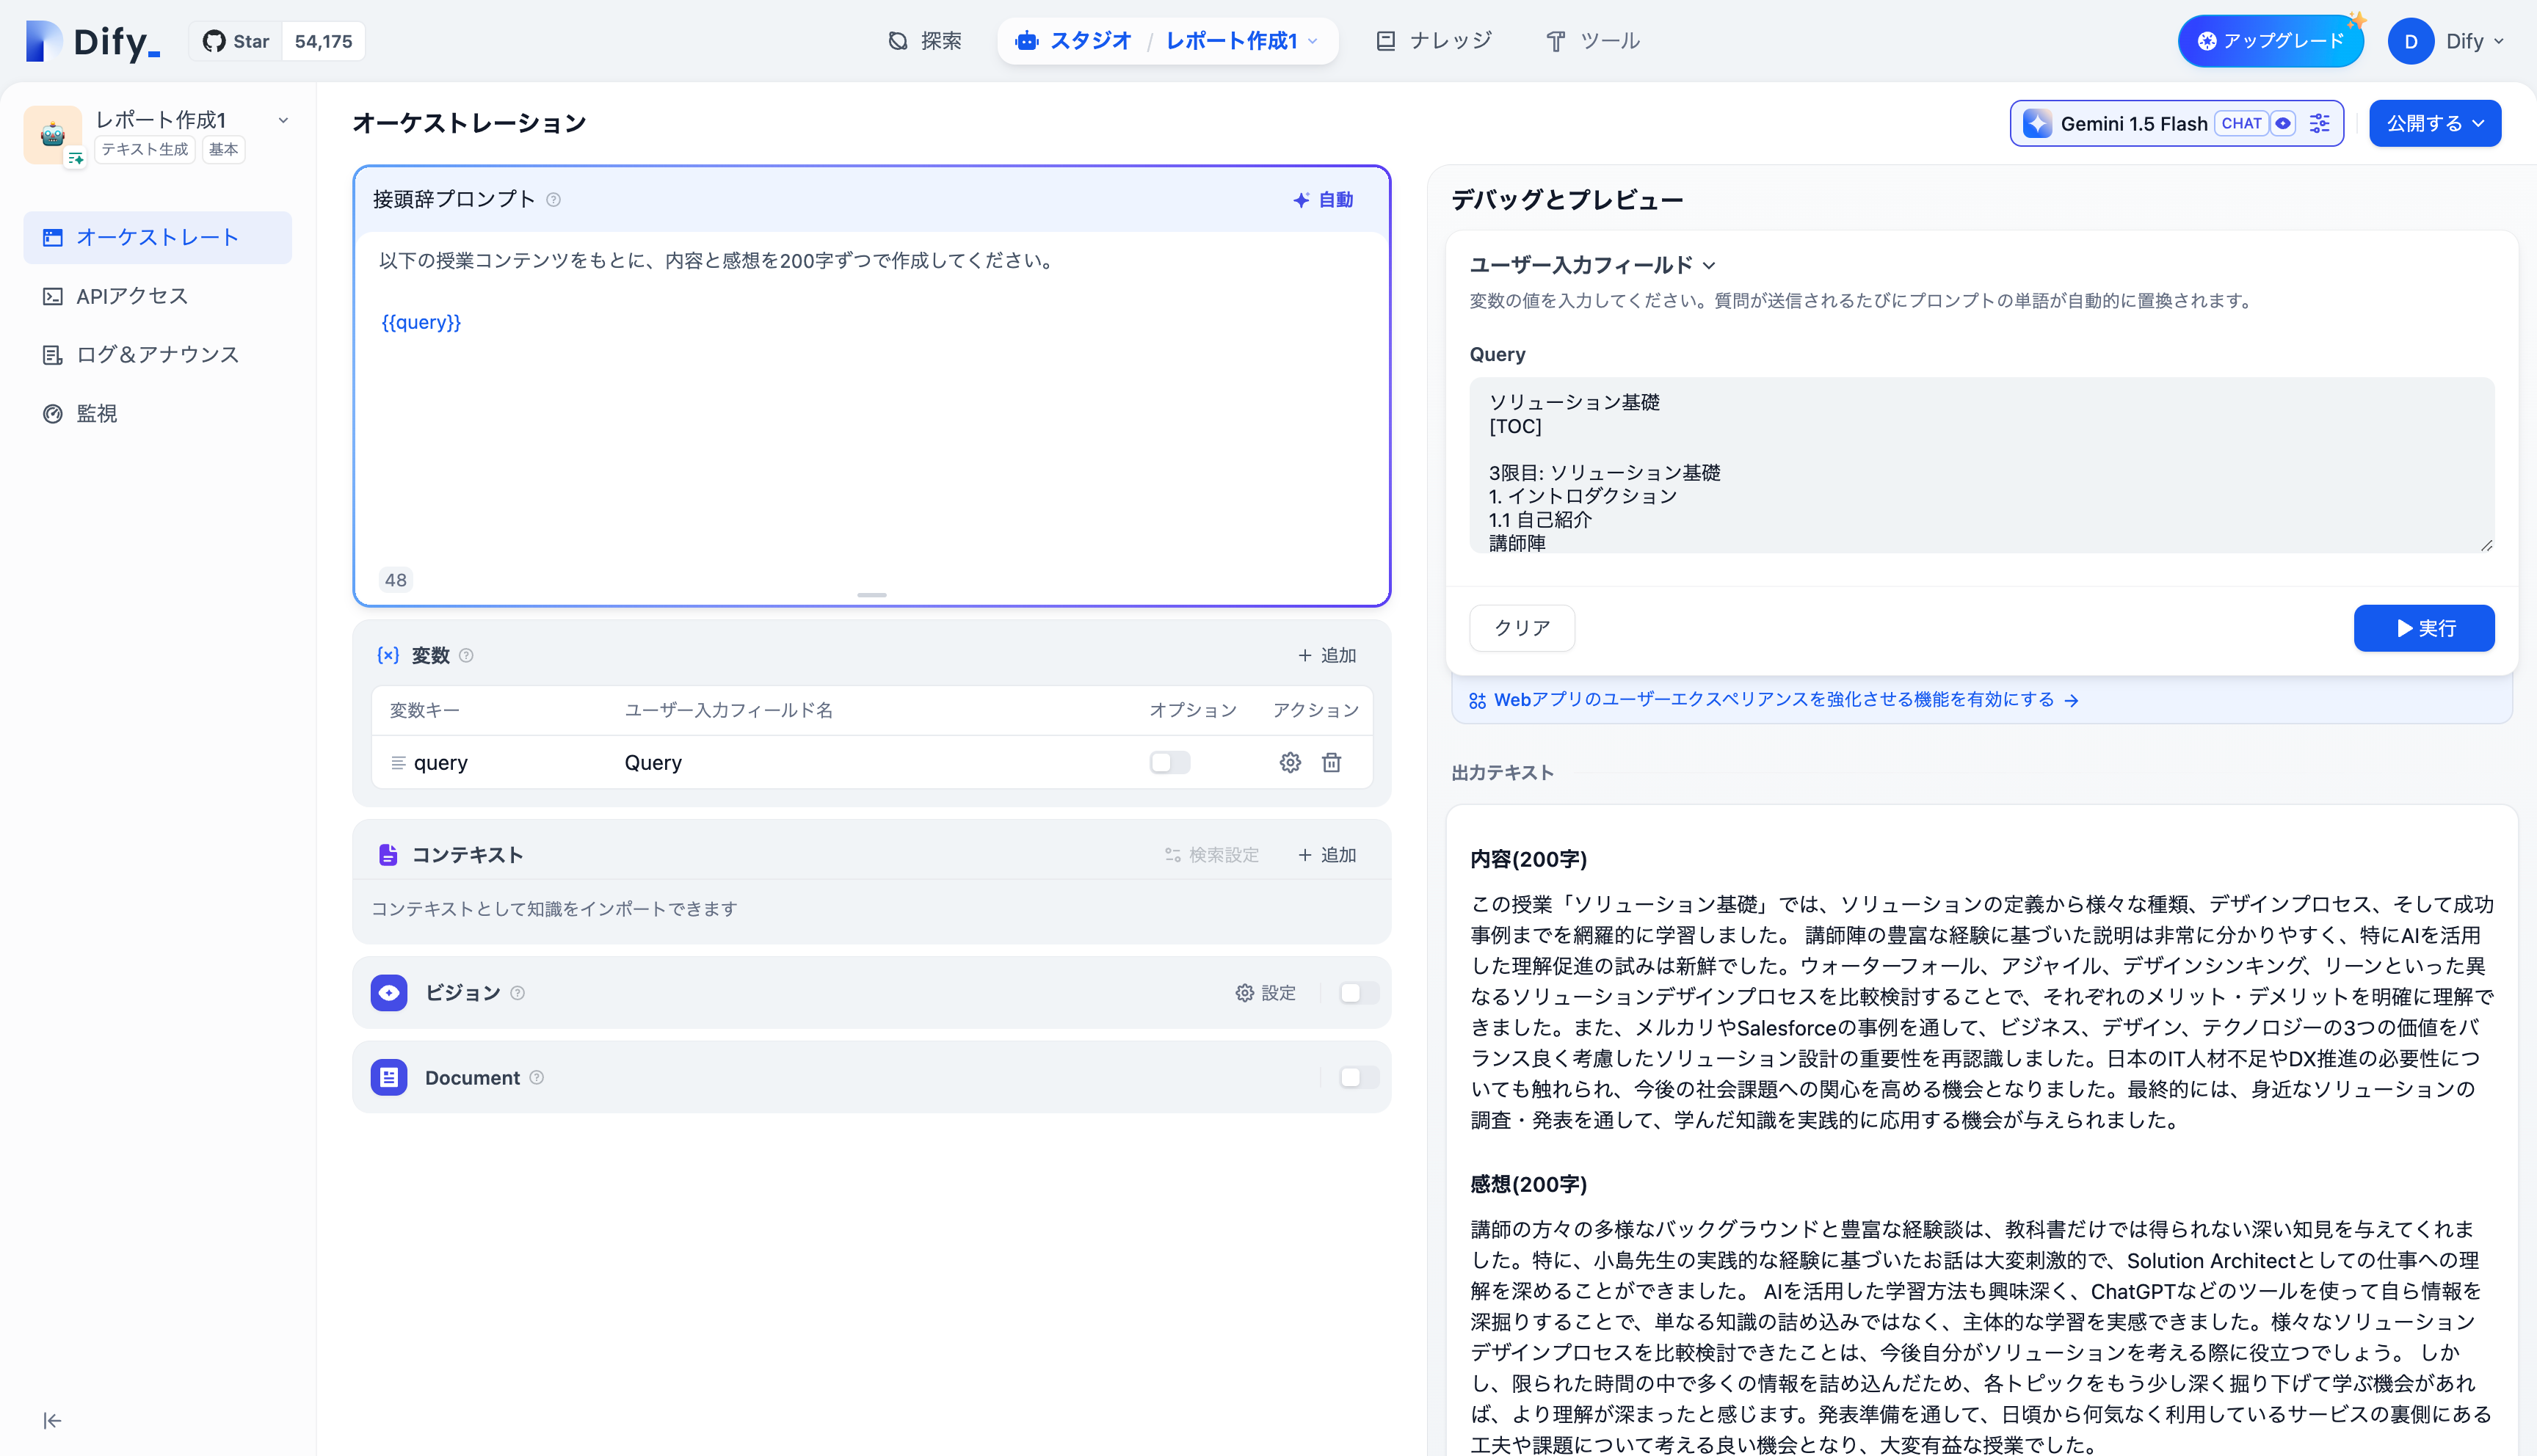 Dify_
Star 54,175
探索
スタジオ / レポート作成1
ナレッジ
ツール
アップグレード
D Dify
レポート作成1
テキスト生成 基本
オーケストレート
APIアクセス
ログ＆アナウンス
監視
オーケストレーション
Gemini 1.5 Flash CHAT
公開する
接頭辞プロンプト
自動
以下の授業コンテンツをもとに、内容と感想を200字ずつで作成してください。
{{query}}
48
{x} 変数
+ 追加
変数キー ユーザー入力フィールド名 オプション アクション
query Query
コンテキスト
検索設定 + 追加
コンテキストとして知識をインポートできます
ビジョン
設定
Document
デバッグとプレビュー
ユーザー入力フィールド
変数の値を入力してください。質問が送信されるたびにプロンプトの単語が自動的に置換されます。
Query
ソリューション基礎
[TOC]
3限目: ソリューション基礎
1. イントロダクション
1.1 自己紹介
講師陣
クリア
実行
Webアプリのユーザーエクスペリアンスを強化させる機能を有効にする →
出力テキスト
内容(200字)
この授業「ソリューション基礎」では、ソリューションの定義から様々な種類、デザインプロセス、そして成功
事例までを網羅的に学習しました。 講師陣の豊富な経験に基づいた説明は非常に分かりやすく、特にAIを活用
した理解促進の試みは新鮮でした。ウォーターフォール、アジャイル、デザインシンキング、リーンといった異
なるソリューションデザインプロセスを比較検討することで、それぞれのメリット・デメリットを明確に理解で
きました。また、メルカリやSalesforceの事例を通して、ビジネス、デザイン、テクノロジーの3つの価値をバ
ランス良く考慮したソリューション設計の重要性を再認識しました。日本のIT人材不足やDX推進の必要性につ
いても触れられ、今後の社会課題への関心を高める機会となりました。最終的には、身近なソリューションの
調査・発表を通して、学んだ知識を実践的に応用する機会が与えられました。
感想(200字)
講師の方々の多様なバックグラウンドと豊富な経験談は、教科書だけでは得られない深い知見を与えてくれま
した。特に、小島先生の実践的な経験に基づいたお話は大変刺激的で、Solution Architectとしての仕事への理
解を深めることができました。 AIを活用した学習方法も興味深く、ChatGPTなどのツールを使って自ら情報を
深掘りすることで、単なる知識の詰め込みではなく、主体的な学習を実感できました。様々なソリューション
デザインプロセスを比較検討できたことは、今後自分がソリューションを考える際に役立つでしょう。 しか
し、限られた時間の中で多くの情報を詰め込んだため、各トピックをもう少し深く掘り下げて学ぶ機会があれ
ば、より理解が深まったと感じます。発表準備を通して、日頃から何気なく利用しているサービスの裏側にある
工夫や課題について考える良い機会となり、大変有益な授業でした。